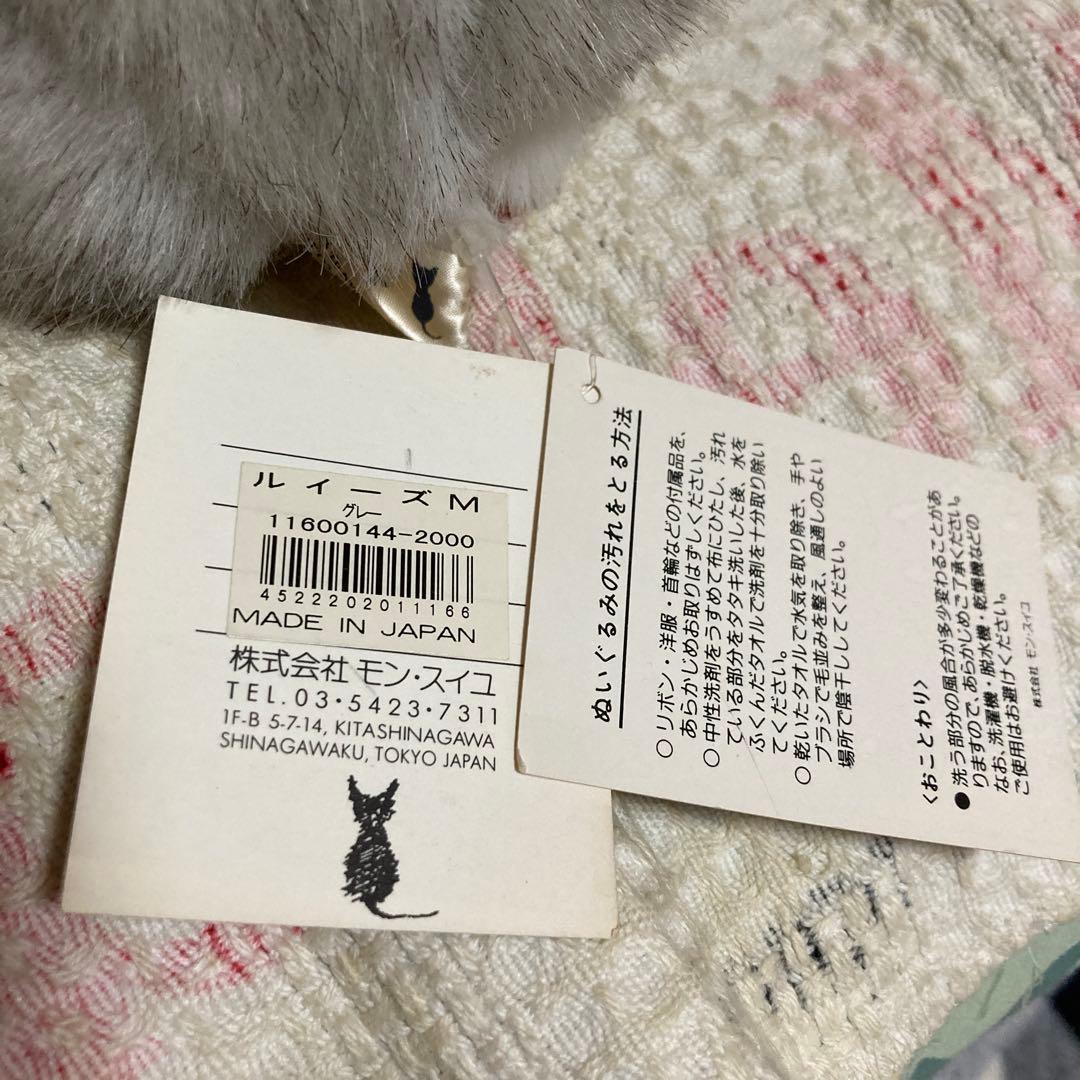 ルイーズM
グレー
11600144-2000
4522202011166
MADE IN JAPAN
株式会社 モン・スイユ
TEL.03・5423・7311
1F-B 5-7-14, KITASHINAGAWA
SHINAGAWAKU, TOKYO JAPAN
ぬいぐるみの汚れをとる方法
○リボン・洋服・首輪などの付属品を、
あらかじめお取りはずしください。
○中性洗剤をうすめて布にひたし、汚れ
ている部分をタタキ洗いした後、水を
ふくんだタオルで洗剤を十分取り除い
てください。
○乾いたタオルで水気を取り除き、手や
ブラシで毛並みを整え、風通しのよい
場所で陰干ししてください。
〈おことわり〉
●洗う部分の風合が多少変わることがあ
りますので、あらかじめご了承ください。
なお、洗濯機・脱水機・乾燥機などの
ご使用はお避けください。
株式会社 モン・スイユ